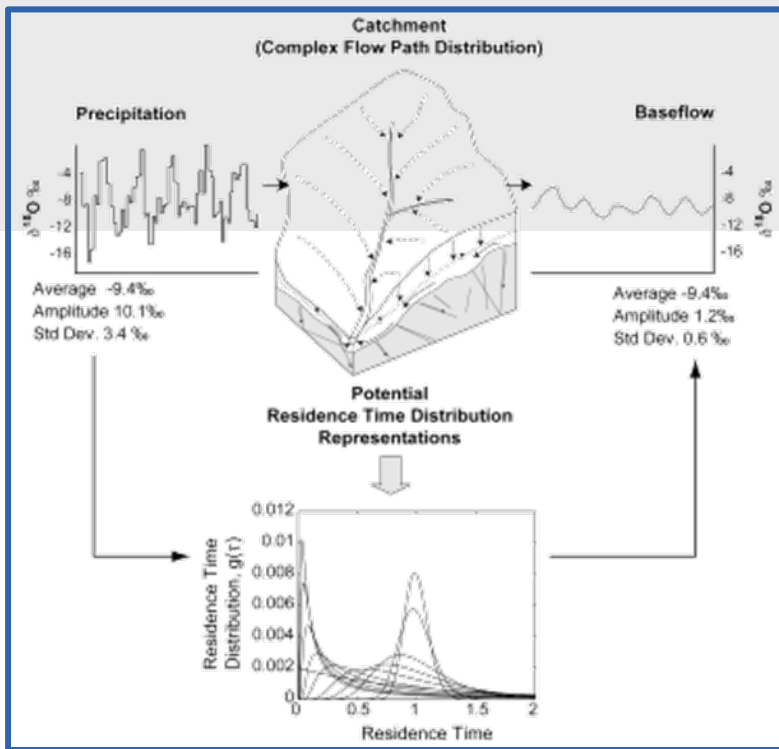 Catchment
(Complex Flow Path Distribution)
Precipitation
-4
-8
-12
-16
δ¹⁸O ‰
Average -9.4‰
Amplitude 10.1‰
Std Dev. 3.4 ‰
Baseflow
-4
-8
-12
-16
δ¹⁸O ‰
Average -9.4‰
Amplitude 1.2‰
Std Dev. 0.6 ‰
Potential
Residence Time Distribution
Representations
Residence Time
Distribution, g(τ)
0.012
0.01
0.008
0.006
0.004
0.002
0
0 0.5 1 1.5 2
Residence Time